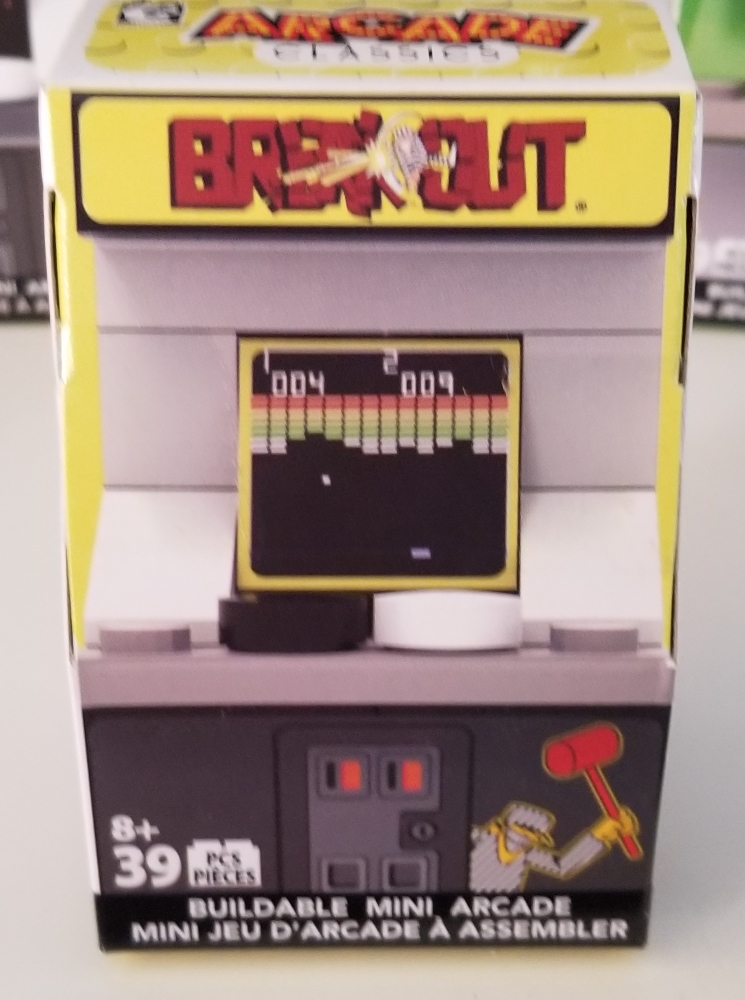 ARCADE
CLASSICS
BREAKOUT
1 2
004 009
8+
39 PCS
PIÈCES
BUILDABLE MINI ARCADE
MINI JEU D'ARCADE À ASSEMBLER